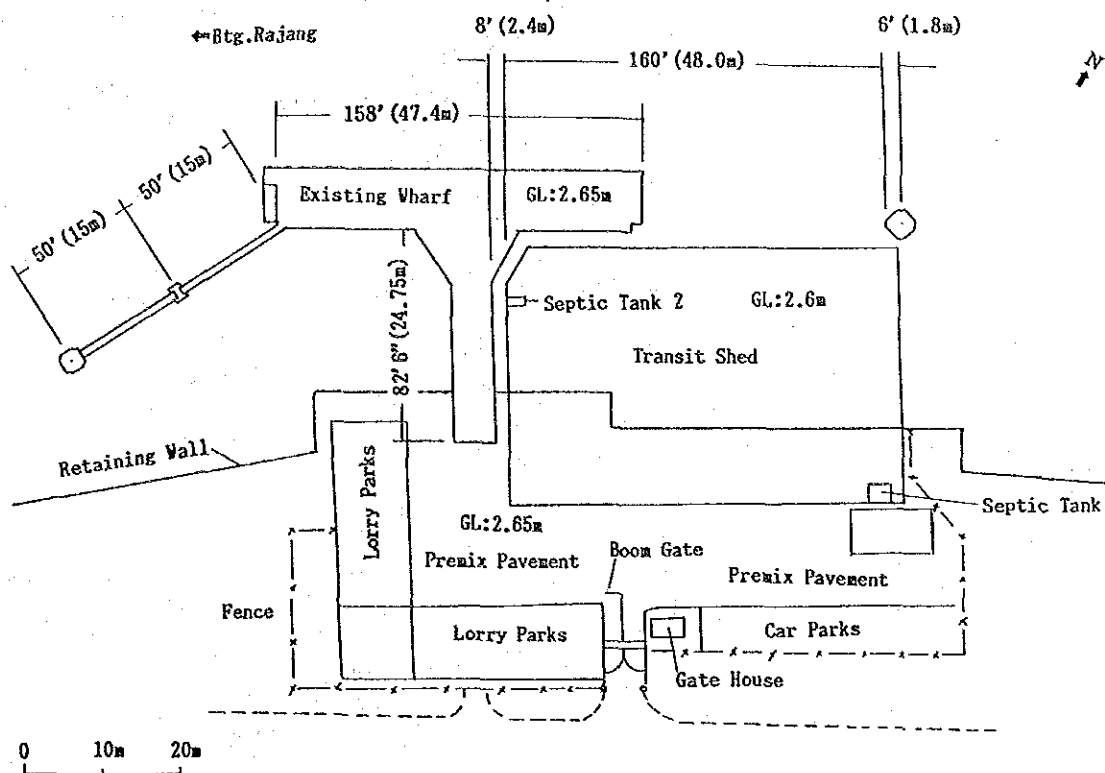 ←Btg.Rajang
8'(2.4m)
6'(1.8m)
160'(48.0m)
N
158'(47.4m)
50'(15m)
50'(15m)
Existing Wharf
GL:2.65m
82'6"(24.75m)
Septic Tank 2
GL:2.6m
Transit Shed
Retaining Wall
Lorry Parks
Septic Tank
GL:2.65m
Boom Gate
Premix Pavement
Premix Pavement
Fence
Lorry Parks
Car Parks
Gate House
0 10m 20m